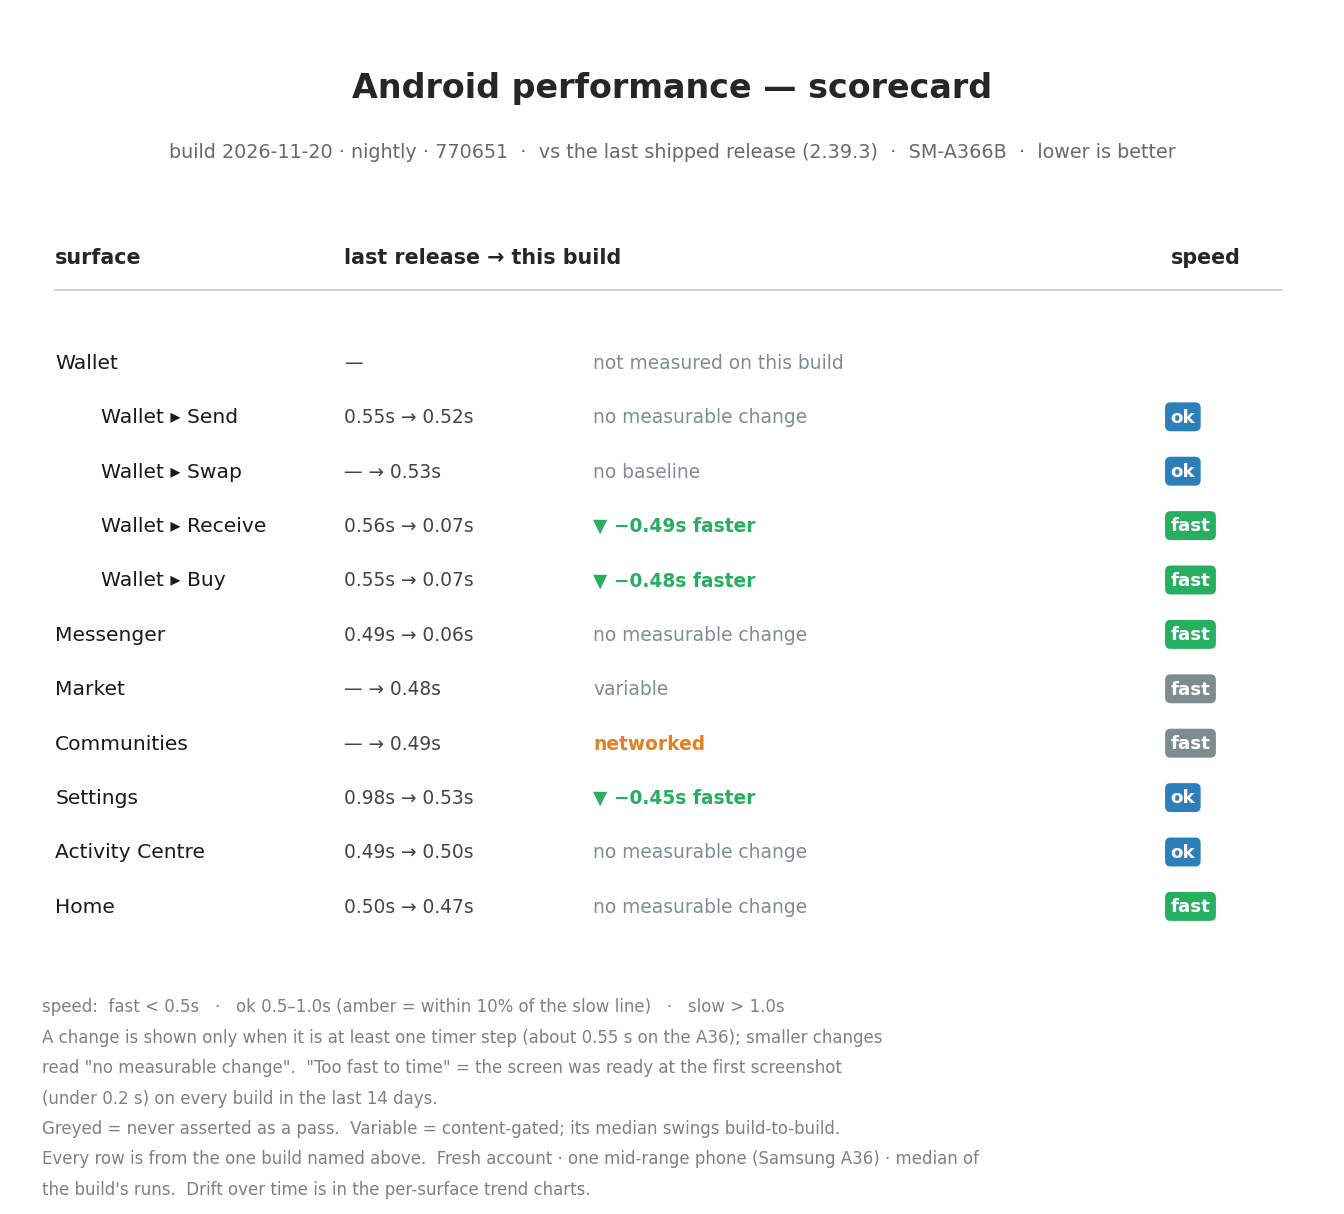 Android performance — scorecard
build 2026-11-20 · nightly · 770651 · vs the last shipped release (2.39.3) · SM-A366B · lower is better
surface last release → this build speed
Wallet — not measured on this build
Wallet ▸ Send 0.55s → 0.52s no measurable change ok
Wallet ▸ Swap — → 0.53s no baseline ok
Wallet ▸ Receive 0.56s → 0.07s ▼ −0.49s faster fast
Wallet ▸ Buy 0.55s → 0.07s ▼ −0.48s faster fast
Messenger 0.49s → 0.06s no measurable change fast
Market — → 0.48s variable fast
Communities — → 0.49s networked fast
Settings 0.98s → 0.53s ▼ −0.45s faster ok
Activity Centre 0.49s → 0.50s no measurable change ok
Home 0.50s → 0.47s no measurable change fast
speed: fast < 0.5s · ok 0.5–1.0s (amber = within 10% of the slow line) · slow > 1.0s
A change is shown only when it is at least one timer step (about 0.55 s on the A36); smaller changes
read "no measurable change". "Too fast to time" = the screen was ready at the first screenshot
(under 0.2 s) on every build in the last 14 days.
Greyed = never asserted as a pass. Variable = content-gated; its median swings build-to-build.
Every row is from the one build named above. Fresh account · one mid-range phone (Samsung A36) · median of
the build's runs. Drift over time is in the per-surface trend charts.